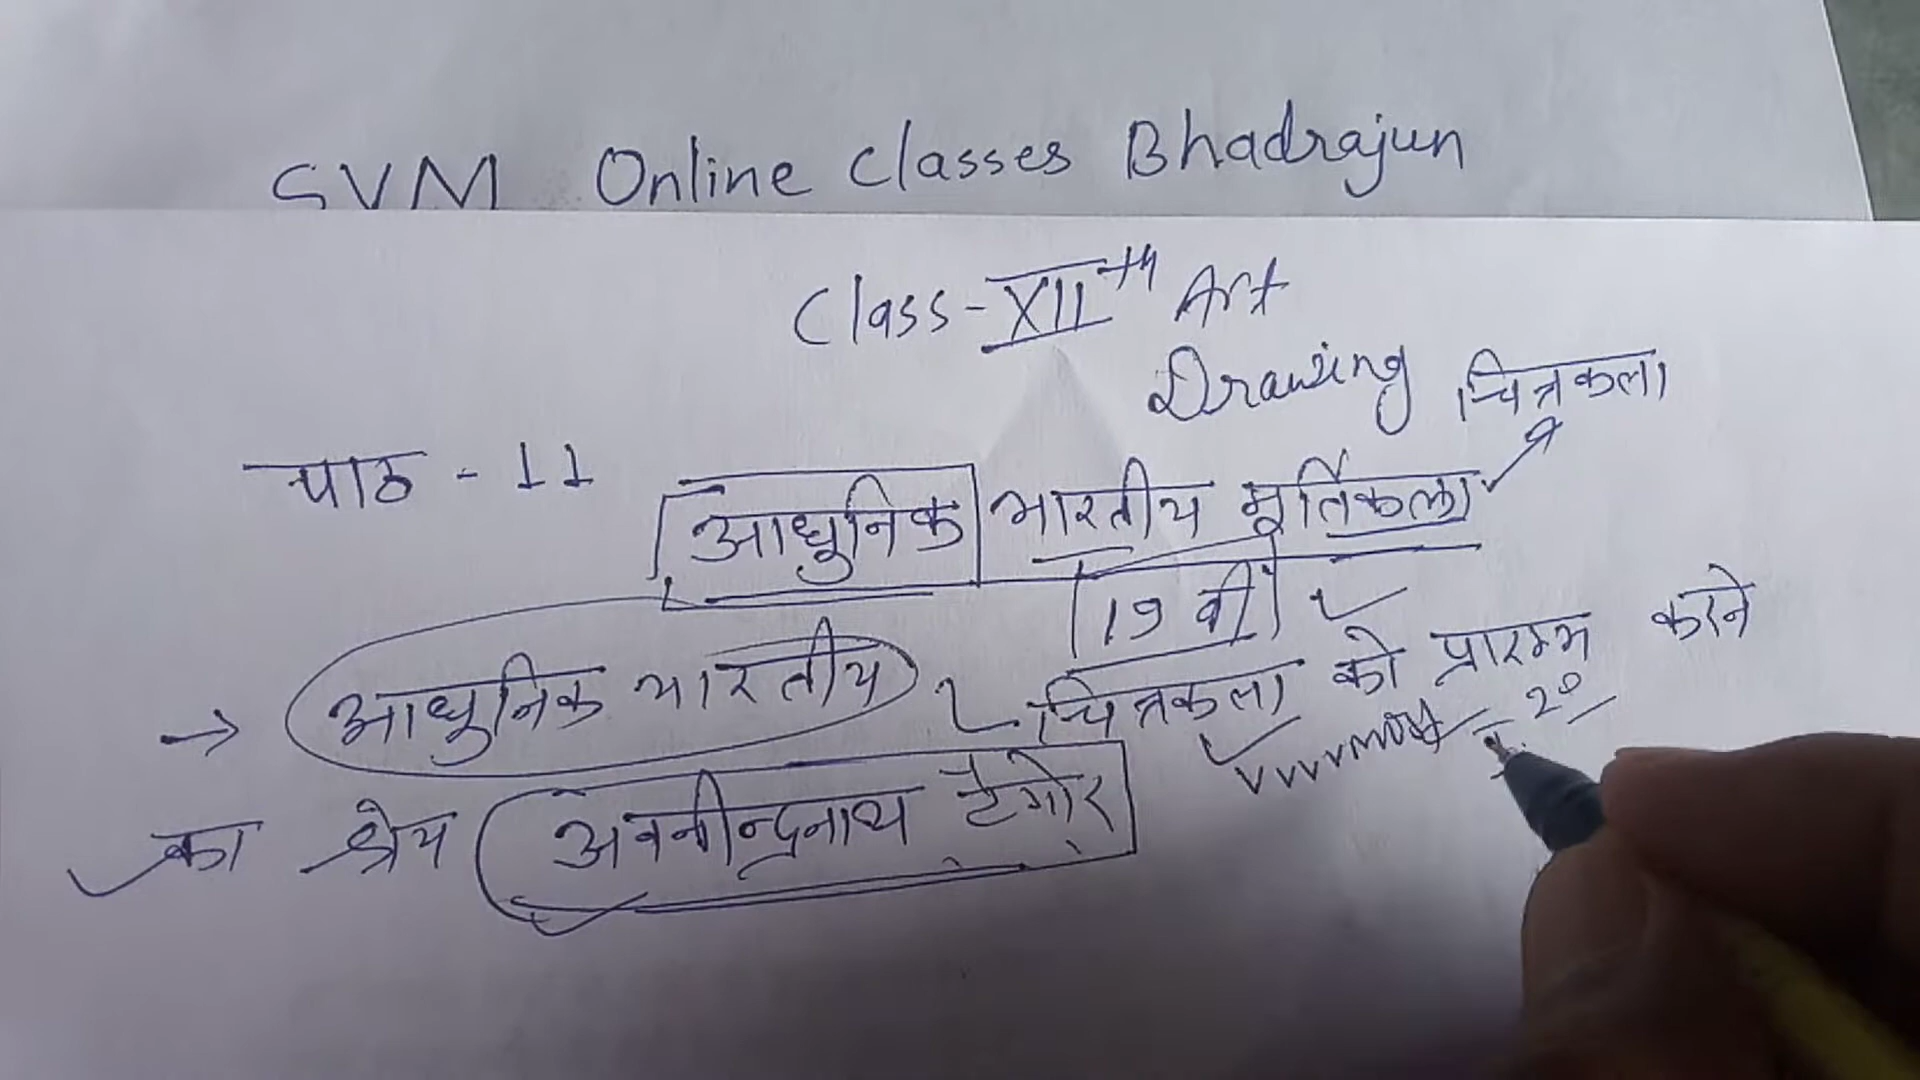 SVM Online Classes Bhadrajun
Class-XIIth Art
Drawing चित्रकला
पाठ - 11
आधुनिक भारतीय मूर्तिकला
19 वीं
→ आधुनिक भारतीय चित्रकला को प्रारम्भ करने
20
का श्रेय अवनीन्द्रनाथ टैगोर